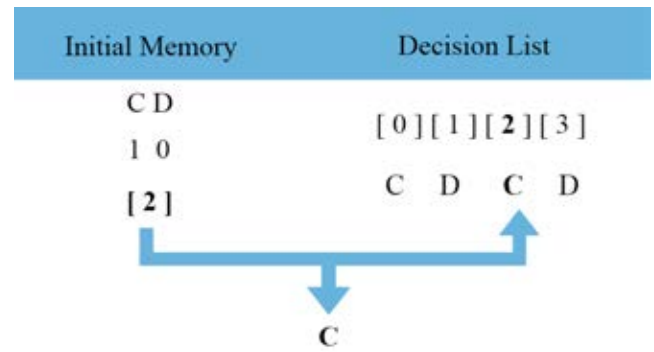 Initial Memory Decision List
C D
1 0
[ 2 ]
[ 0 ] [ 1 ] [ 2 ] [ 3 ]
C D C D
C